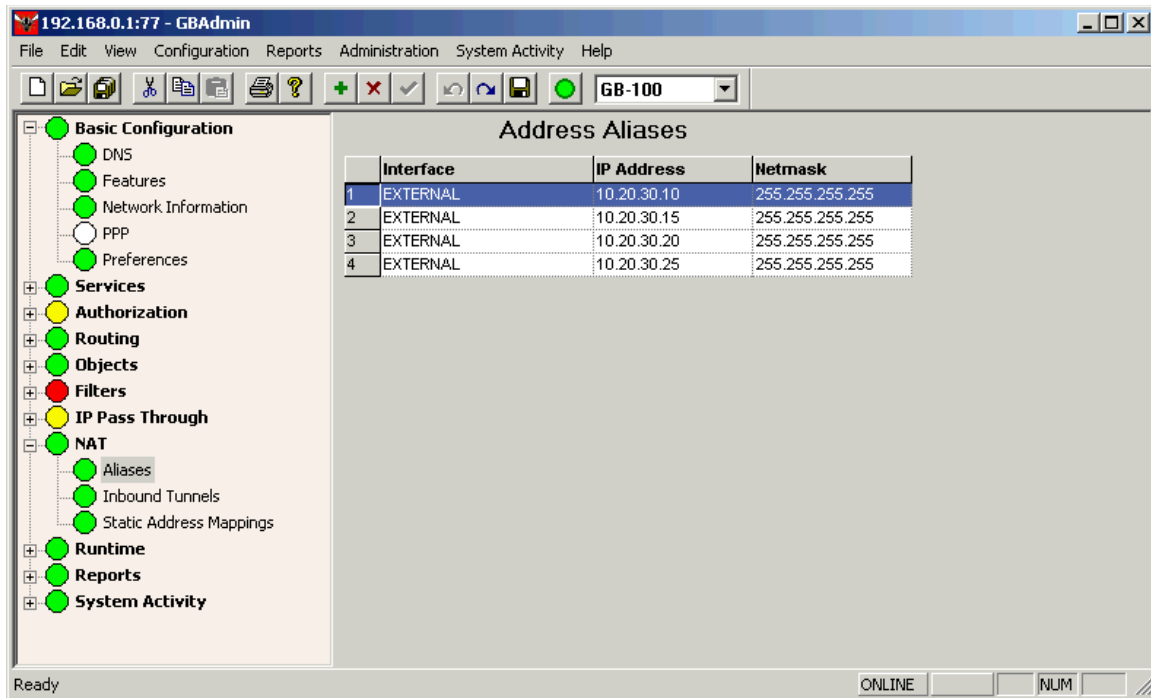 192.168.0.1:77 - GBAdmin
File Edit View Configuration Reports Administration System Activity Help
GB-100
Basic Configuration
DNS
Features
Network Information
PPP
Preferences
Services
Authorization
Routing
Objects
Filters
IP Pass Through
NAT
Aliases
Inbound Tunnels
Static Address Mappings
Runtime
Reports
System Activity
Address Aliases
Interface IP Address Netmask
1 EXTERNAL 10.20.30.10 255.255.255.255
2 EXTERNAL 10.20.30.15 255.255.255.255
3 EXTERNAL 10.20.30.20 255.255.255.255
4 EXTERNAL 10.20.30.25 255.255.255.255
Ready ONLINE NUM